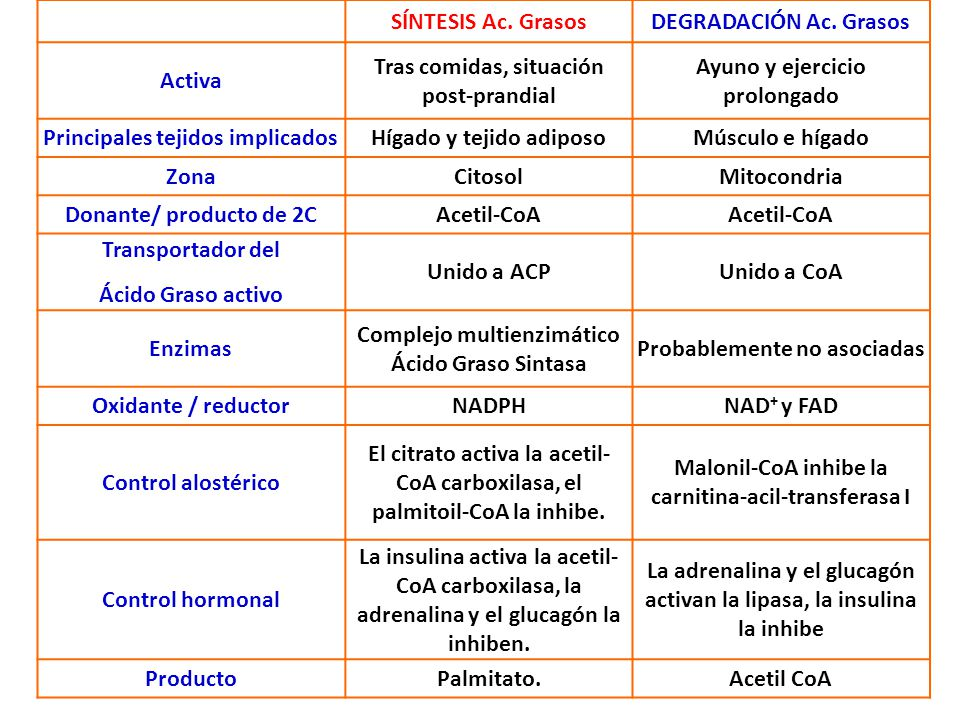 SÍNTESIS Ac. Grasos
DEGRADACIÓN Ac. Grasos
Activa
Tras comidas, situación
post-prandial
Ayuno y ejercicio
prolongado
Principales tejidos implicados
Hígado y tejido adiposo
Músculo e hígado
Zona
Citosol
Mitocondria
Donante/ producto de 2C
Acetil-CoA
Acetil-CoA
Transportador del
Ácido Graso activo
Unido a ACP
Unido a CoA
Enzimas
Complejo multienzimático
Ácido Graso Sintasa
Probablemente no asociadas
Oxidante / reductor
NADPH
NAD⁺ y FAD
Control alostérico
El citrato activa la acetil-
CoA carboxilasa, el
palmitoil-CoA la inhibe.
Malonil-CoA inhibe la
carnitina-acil-transferasa I
Control hormonal
La insulina activa la acetil-
CoA carboxilasa, la
adrenalina y el glucagón la
inhiben.
La adrenalina y el glucagón
activan la lipasa, la insulina
la inhibe
Producto
Palmitato.
Acetil CoA